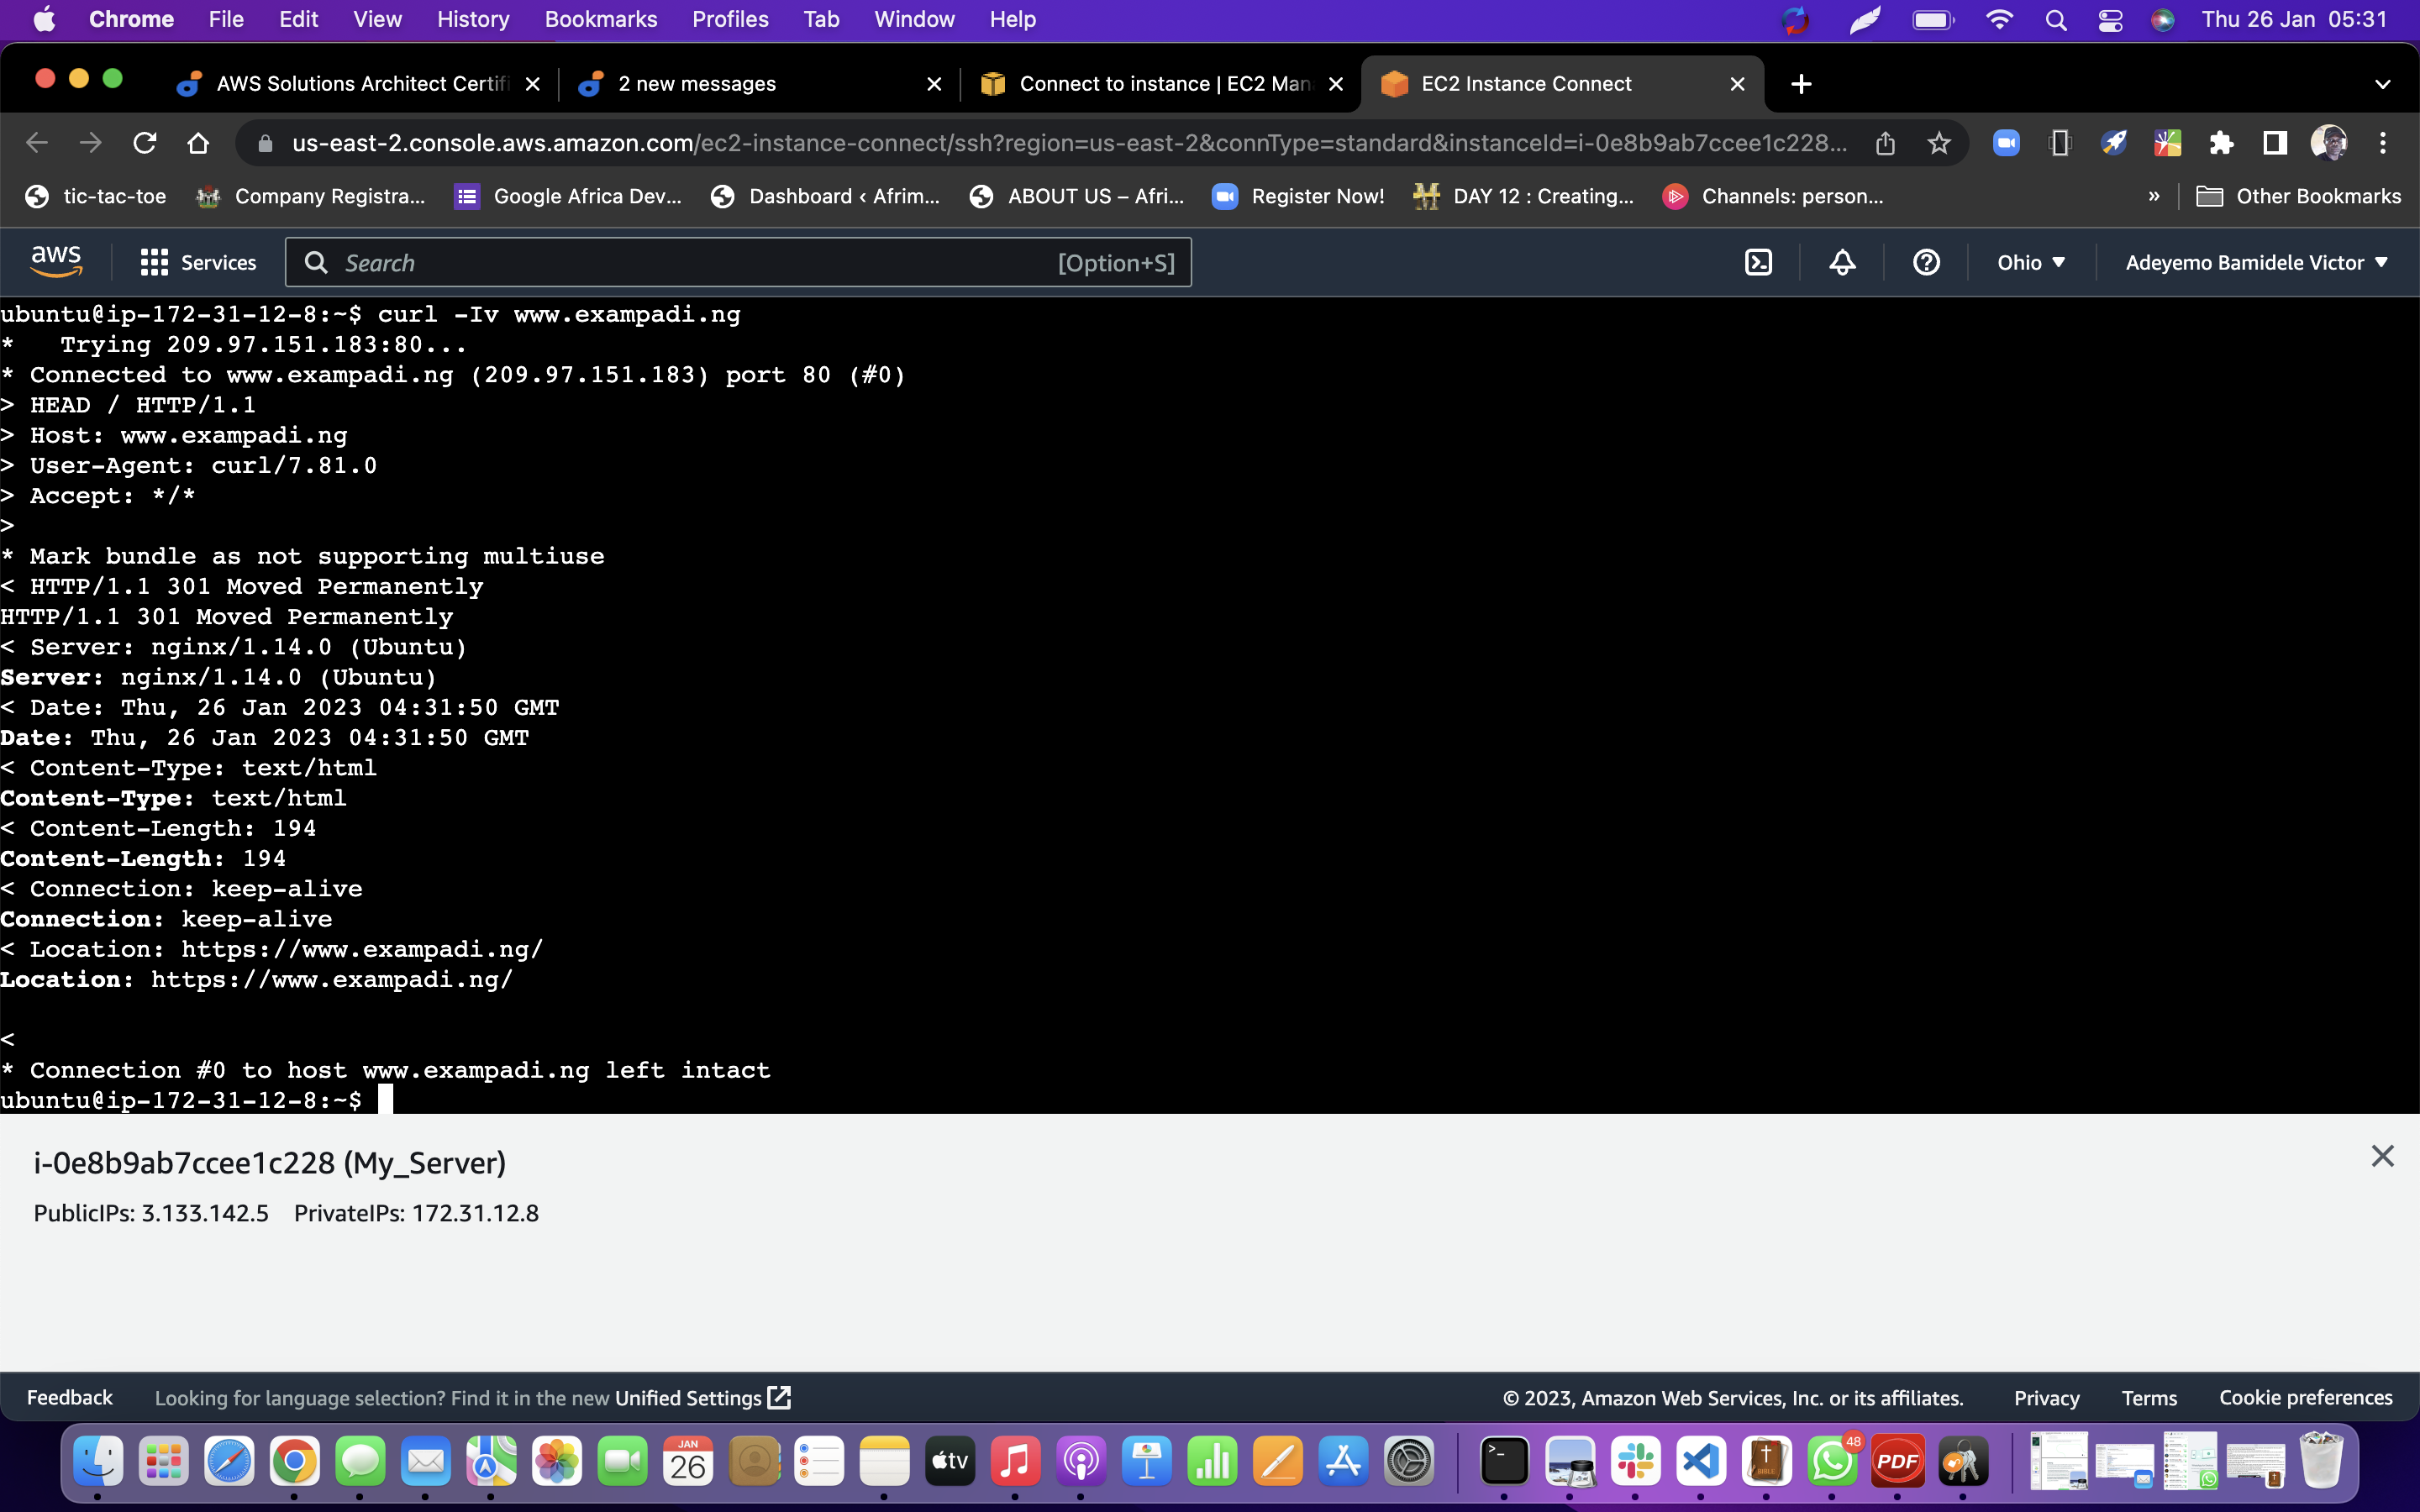 Chrome File Edit View History Bookmarks Profiles Tab Window Help Thu 26 Jan 05:31
AWS Solutions Architect Certifi 2 new messages Connect to instance | EC2 Man EC2 Instance Connect
us-east-2.console.aws.amazon.com/ec2-instance-connect/ssh?region=us-east-2&connType=standard&instanceId=i-0e8b9ab7ccee1c228...
tic-tac-toe Company Registra... Google Africa Dev... Dashboard ‹ Afrim... ABOUT US – Afri... Register Now! DAY 12 : Creating... Channels: person... » Other Bookmarks
aws Services Search [Option+S] Ohio Adeyemo Bamidele Victor
ubuntu@ip-172-31-12-8:~$ curl -Iv www.exampadi.ng
*   Trying 209.97.151.183:80...
* Connected to www.exampadi.ng (209.97.151.183) port 80 (#0)
> HEAD / HTTP/1.1
> Host: www.exampadi.ng
> User-Agent: curl/7.81.0
> Accept: */*
>
* Mark bundle as not supporting multiuse
< HTTP/1.1 301 Moved Permanently
HTTP/1.1 301 Moved Permanently
< Server: nginx/1.14.0 (Ubuntu)
Server: nginx/1.14.0 (Ubuntu)
< Date: Thu, 26 Jan 2023 04:31:50 GMT
Date: Thu, 26 Jan 2023 04:31:50 GMT
< Content-Type: text/html
Content-Type: text/html
< Content-Length: 194
Content-Length: 194
< Connection: keep-alive
Connection: keep-alive
< Location: https://www.exampadi.ng/
Location: https://www.exampadi.ng/
<
* Connection #0 to host www.exampadi.ng left intact
ubuntu@ip-172-31-12-8:~$
i-0e8b9ab7ccee1c228 (My_Server)
PublicIPs: 3.133.142.5 PrivateIPs: 172.31.12.8
Feedback Looking for language selection? Find it in the new Unified Settings © 2023, Amazon Web Services, Inc. or its affiliates. Privacy Terms Cookie preferences
JAN
26
tv
48
PDF